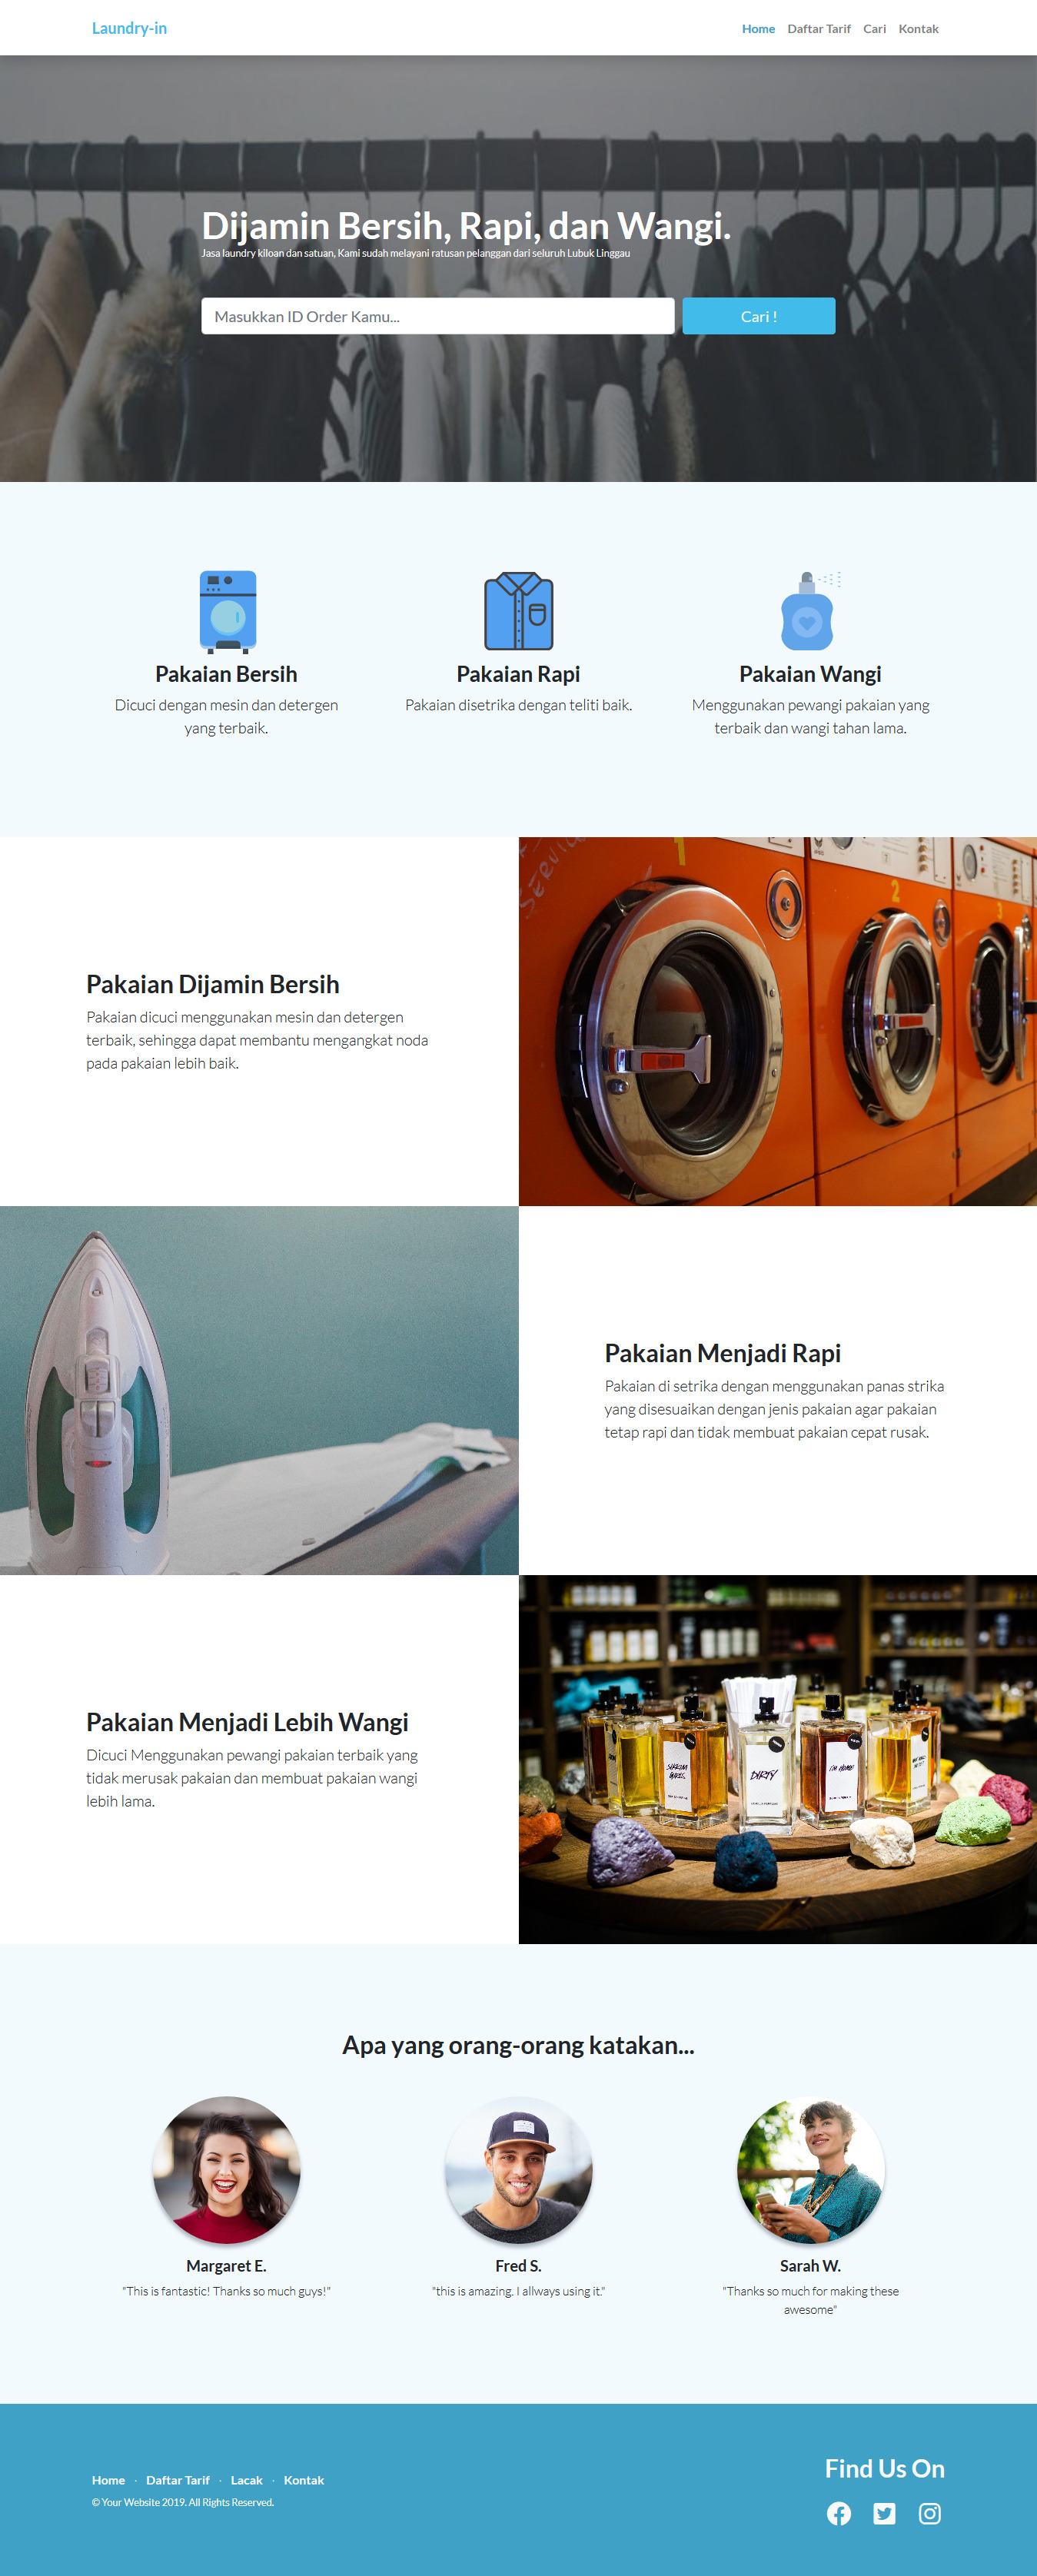 Laundry-in
Home Daftar Tarif Cari Kontak
Dijamin Bersih, Rapi, dan Wangi.
Jasa laundry kiloan dan satuan, Kami sudah melayani ratusan pelanggan dari seluruh Lubuk Linggau
Masukkan ID Order Kamu...
Cari !
Pakaian Bersih
Dicuci dengan mesin dan detergen
yang terbaik.
Pakaian Rapi
Pakaian disetrika dengan teliti baik.
Pakaian Wangi
Menggunakan pewangi pakaian yang
terbaik dan wangi tahan lama.
SERVICE
1
2
3
Pakaian Dijamin Bersih
Pakaian dicuci menggunakan mesin dan detergen
terbaik, sehingga dapat membantu mengangkat noda
pada pakaian lebih baik.
Pakaian Menjadi Rapi
Pakaian di setrika dengan menggunakan panas strika
yang disesuaikan dengan jenis pakaian agar pakaian
tetap rapi dan tidak membuat pakaian cepat rusak.
Pakaian Menjadi Lebih Wangi
Dicuci Menggunakan pewangi pakaian terbaik yang
tidak merusak pakaian dan membuat pakaian wangi
lebih lama.
DIRTY
Apa yang orang-orang katakan...
Margaret E.
"This is fantastic! Thanks so much guys!"
Fred S.
"this is amazing. I allways using it."
Sarah W.
"Thanks so much for making these
awesome"
Home · Daftar Tarif · Lacak · Kontak
© Your Website 2019. All Rights Reserved.
Find Us On